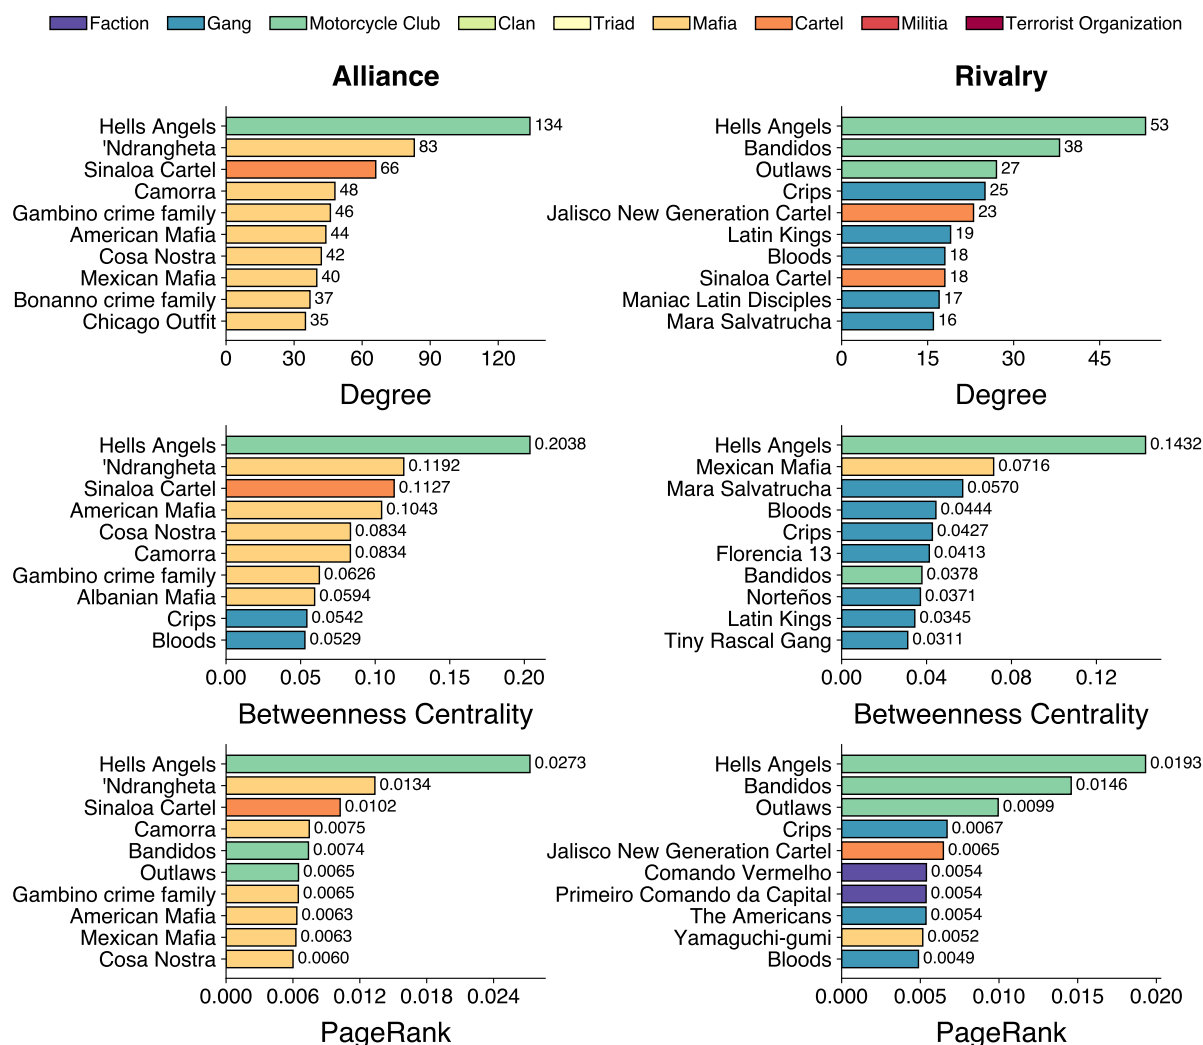 Faction Gang Motorcycle Club Clan Triad Mafia Cartel Militia Terrorist Organization
Alliance
Hells Angels 134
'Ndrangheta 83
Sinaloa Cartel 66
Camorra 48
Gambino crime family 46
American Mafia 44
Cosa Nostra 42
Mexican Mafia 40
Bonanno crime family 37
Chicago Outfit 35
0 30 60 90 120
Degree
Rivalry
Hells Angels 53
Bandidos 38
Outlaws 27
Crips 25
Jalisco New Generation Cartel 23
Latin Kings 19
Bloods 18
Sinaloa Cartel 18
Maniac Latin Disciples 17
Mara Salvatrucha 16
0 15 30 45
Degree
Hells Angels 0.2038
'Ndrangheta 0.1192
Sinaloa Cartel 0.1127
American Mafia 0.1043
Cosa Nostra 0.0834
Camorra 0.0834
Gambino crime family 0.0626
Albanian Mafia 0.0594
Crips 0.0542
Bloods 0.0529
0.00 0.05 0.10 0.15 0.20
Betweenness Centrality
Hells Angels 0.1432
Mexican Mafia 0.0716
Mara Salvatrucha 0.0570
Bloods 0.0444
Crips 0.0427
Florencia 13 0.0413
Bandidos 0.0378
Norteños 0.0371
Latin Kings 0.0345
Tiny Rascal Gang 0.0311
0.00 0.04 0.08 0.12
Betweenness Centrality
Hells Angels 0.0273
'Ndrangheta 0.0134
Sinaloa Cartel 0.0102
Camorra 0.0075
Bandidos 0.0074
Outlaws 0.0065
Gambino crime family 0.0065
American Mafia 0.0063
Mexican Mafia 0.0063
Cosa Nostra 0.0060
0.000 0.006 0.012 0.018 0.024
PageRank
Hells Angels 0.0193
Bandidos 0.0146
Outlaws 0.0099
Crips 0.0067
Jalisco New Generation Cartel 0.0065
Comando Vermelho 0.0054
Primeiro Comando da Capital 0.0054
The Americans 0.0054
Yamaguchi-gumi 0.0052
Bloods 0.0049
0.000 0.005 0.010 0.015 0.020
PageRank